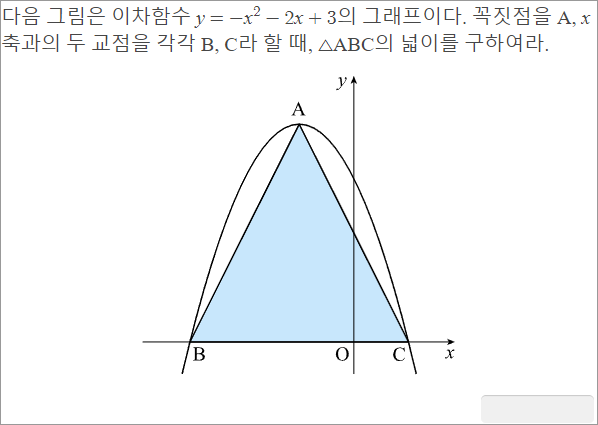 다음 그림은 이차함수 y = −x² − 2x + 3의 그래프이다. 꼭짓점을 A, x
축과의 두 교점을 각각 B, C라 할 때, △ABC의 넓이를 구하여라.
y
A
B
O
C
x